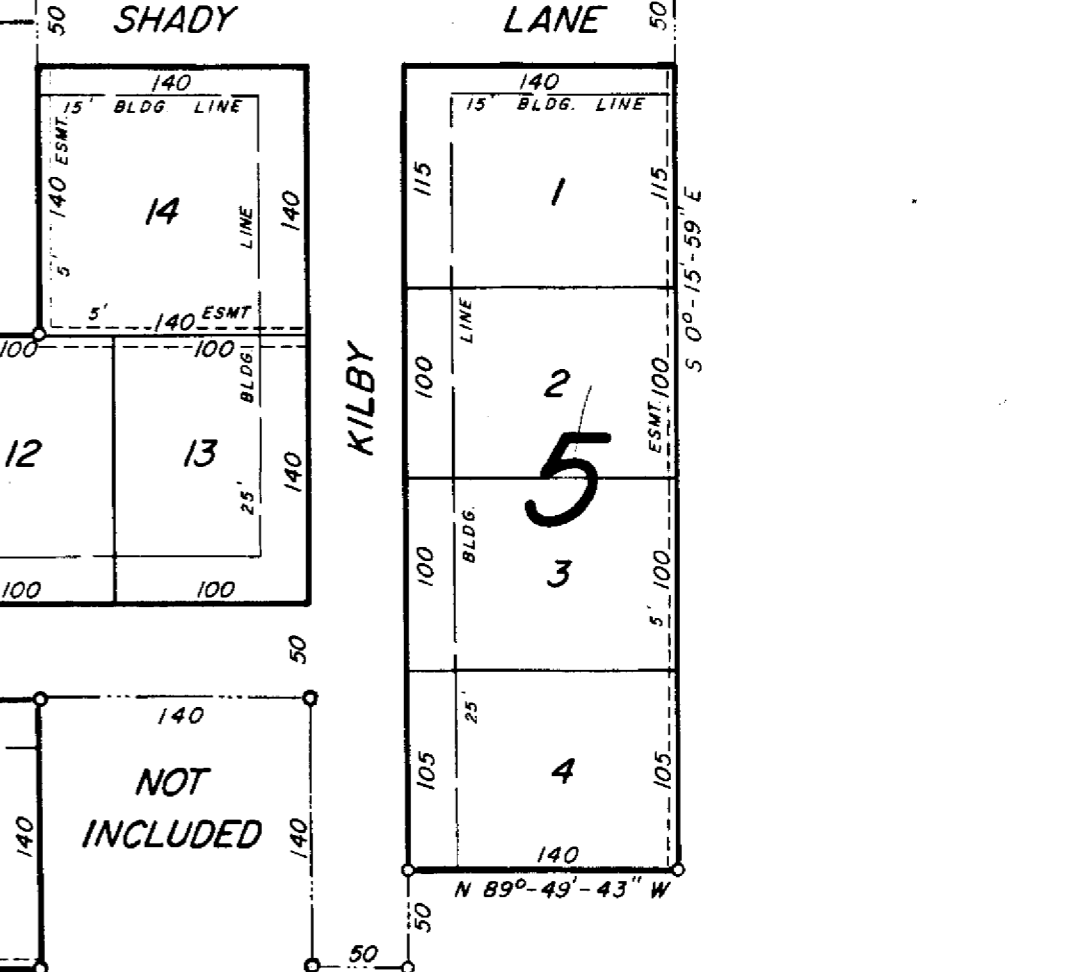 50
SHADY
LANE
50
140
15' BLDG LINE
140
ESMT.
5'
14
LINE
140
5'
140
ESMT
100
100
BLDG.
12
13
25'
140
100
100
KILBY
140
15' BLDG. LINE
115
1
115
S 0°-15'-59" E
LINE
100
2
100
ESMT.
5
BLDG.
100
3
100
5'
25'
105
4
105
140
N 89°-49'-43" W
50
140
NOT
INCLUDED
140
140
50
50